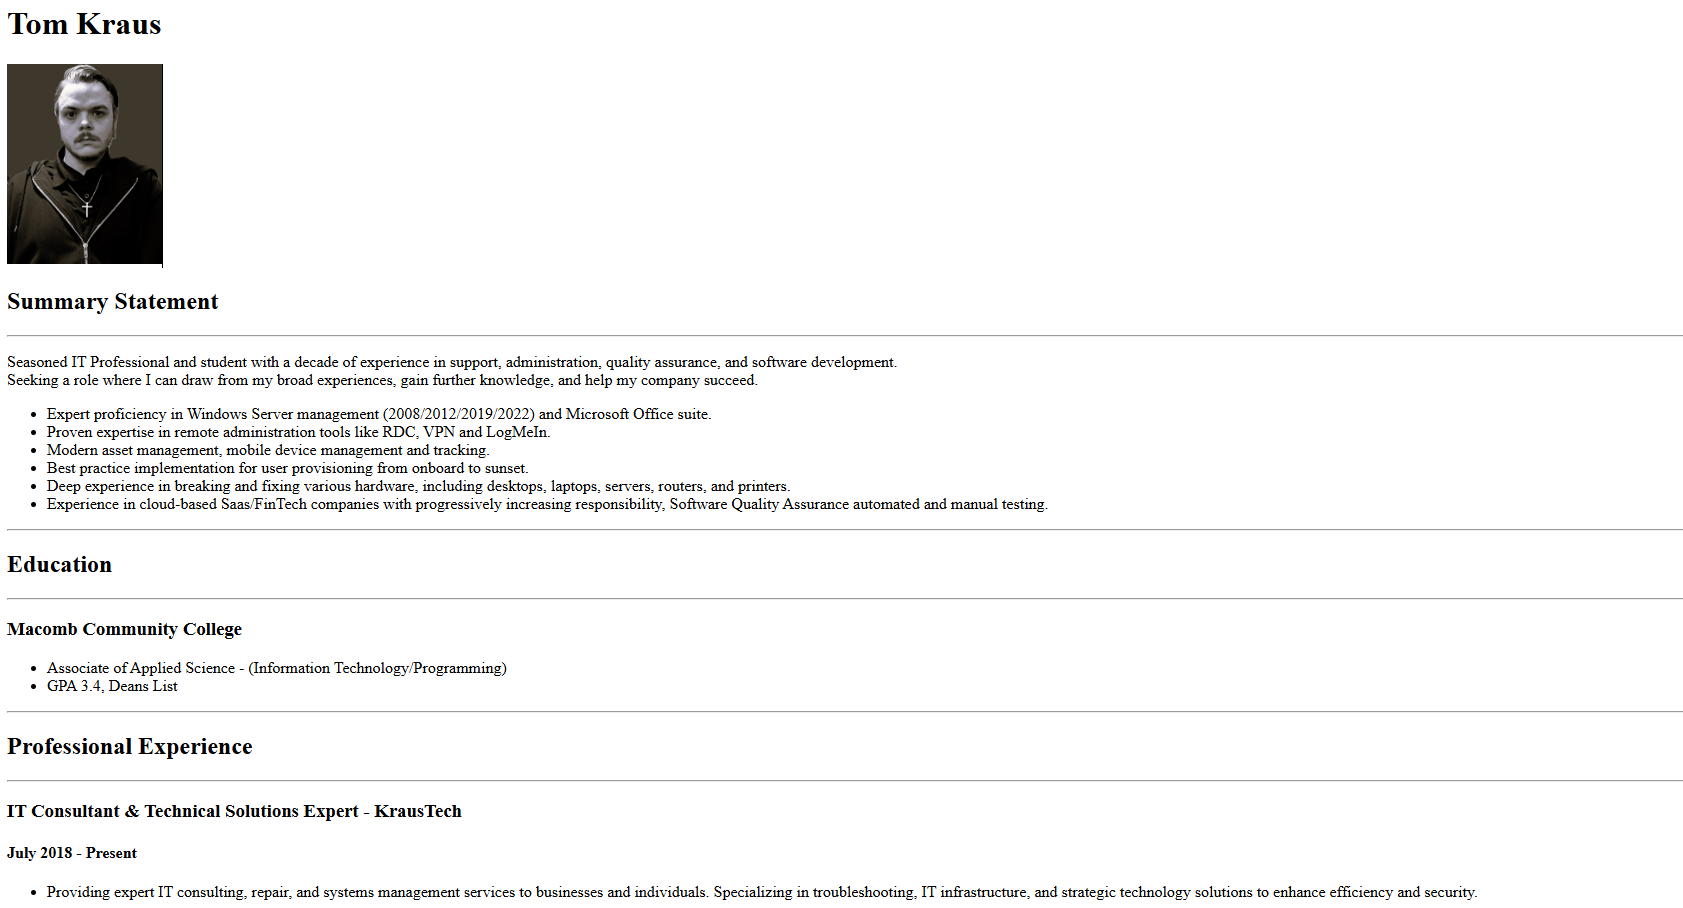 Tom Kraus
Summary Statement
Seasoned IT Professional and student with a decade of experience in support, administration, quality assurance, and software development.
Seeking a role where I can draw from my broad experiences, gain further knowledge, and help my company succeed.
• Expert proficiency in Windows Server management (2008/2012/2019/2022) and Microsoft Office suite.
• Proven expertise in remote administration tools like RDC, VPN and LogMeIn.
• Modern asset management, mobile device management and tracking.
• Best practice implementation for user provisioning from onboard to sunset.
• Deep experience in breaking and fixing various hardware, including desktops, laptops, servers, routers, and printers.
• Experience in cloud-based Saas/FinTech companies with progressively increasing responsibility, Software Quality Assurance automated and manual testing.
Education
Macomb Community College
• Associate of Applied Science - (Information Technology/Programming)
• GPA 3.4, Deans List
Professional Experience
IT Consultant & Technical Solutions Expert - KrausTech
July 2018 - Present
• Providing expert IT consulting, repair, and systems management services to businesses and individuals. Specializing in troubleshooting, IT infrastructure, and strategic technology solutions to enhance efficiency and security.